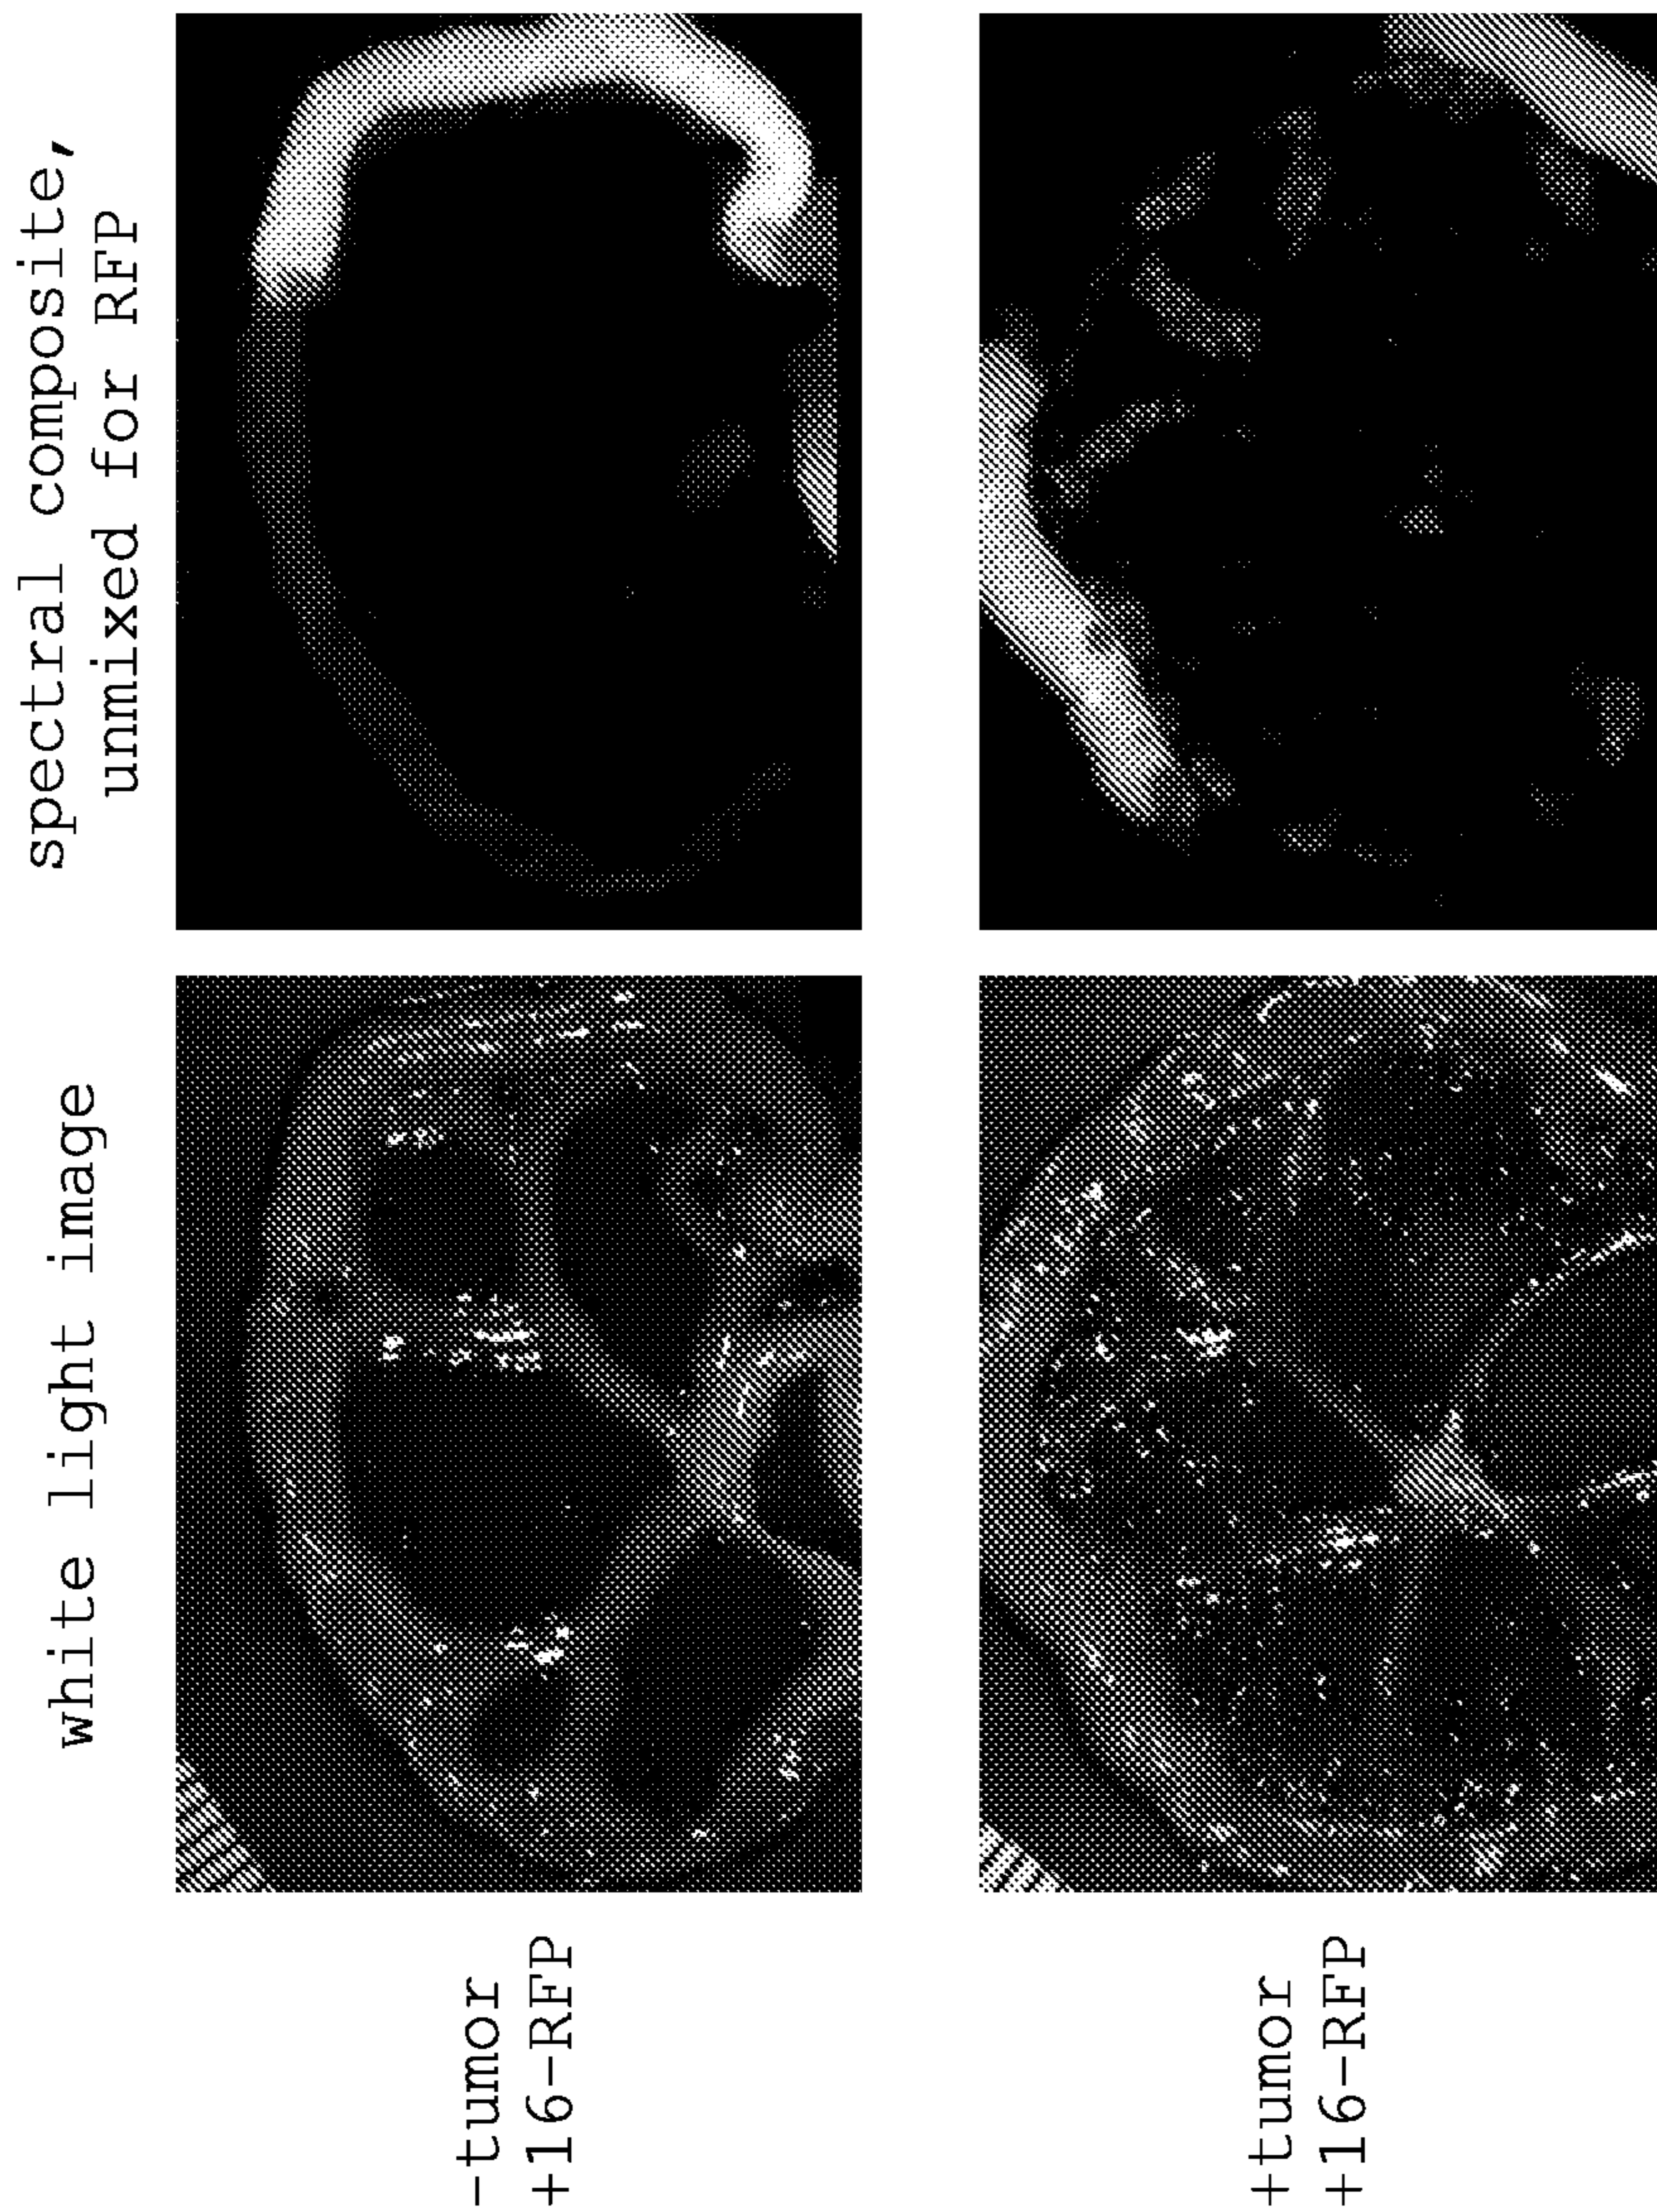 white light image
spectral composite,
unmixed for RFP
-tumor
+16-RFP
+tumor
+16-RFP